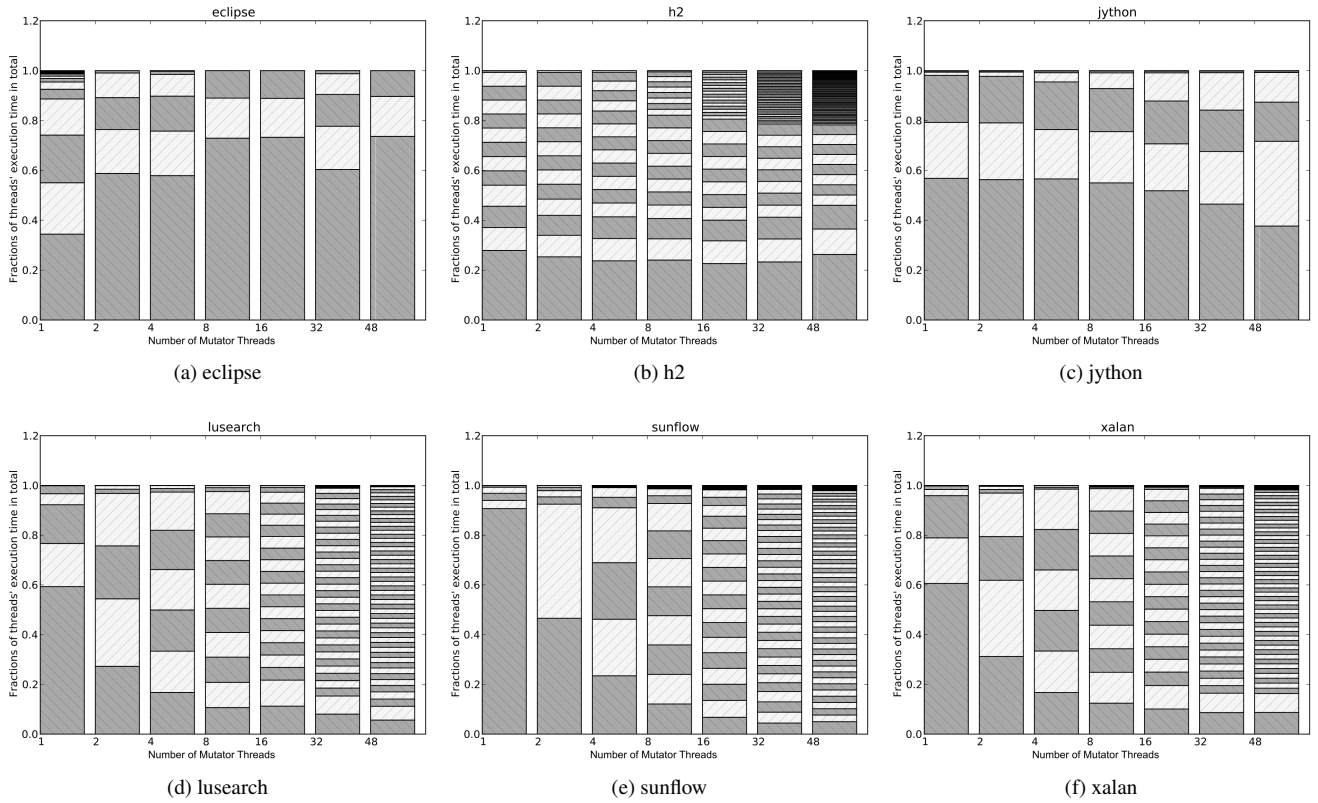 eclipse
Fractions of threads' execution time in total
1.2
1.0
0.8
0.6
0.4
0.2
0.0
1 2 4 8 16 32 48
Number of Mutator Threads
(a) eclipse
h2
Fractions of threads' execution time in total
1.2
1.0
0.8
0.6
0.4
0.2
0.0
1 2 4 8 16 32 48
Number of Mutator Threads
(b) h2
jython
Fractions of threads' execution time in total
1.2
1.0
0.8
0.6
0.4
0.2
0.0
1 2 4 8 16 32 48
Number of Mutator Threads
(c) jython
lusearch
Fractions of threads' execution time in total
1.2
1.0
0.8
0.6
0.4
0.2
0.0
1 2 4 8 16 32 48
Number of Mutator Threads
(d) lusearch
sunflow
Fractions of threads' execution time in total
1.2
1.0
0.8
0.6
0.4
0.2
0.0
1 2 4 8 16 32 48
Number of Mutator Threads
(e) sunflow
xalan
Fractions of threads' execution time in total
1.2
1.0
0.8
0.6
0.4
0.2
0.0
1 2 4 8 16 32 48
Number of Mutator Threads
(f) xalan